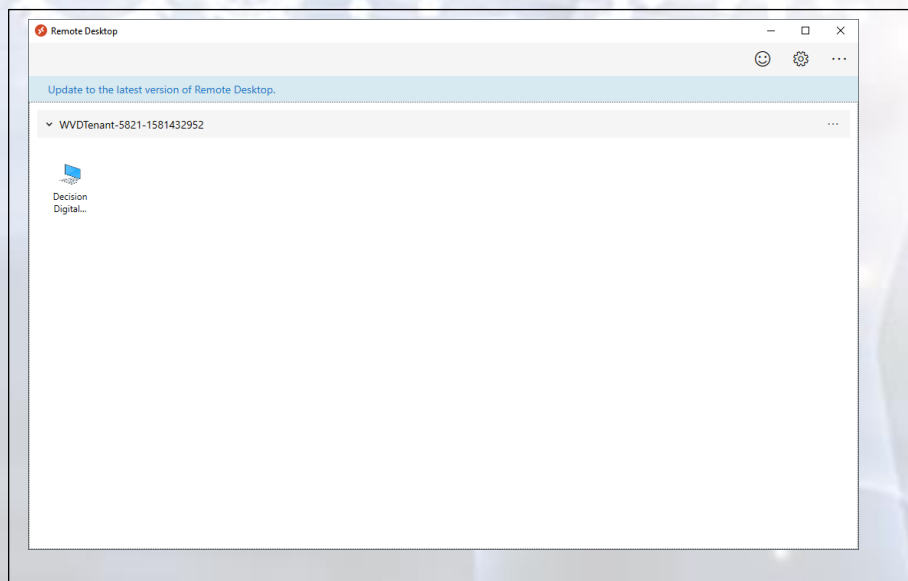 Remote Desktop
Update to the latest version of Remote Desktop.
WVDTenant-5821-1581432952
Decision
Digital...